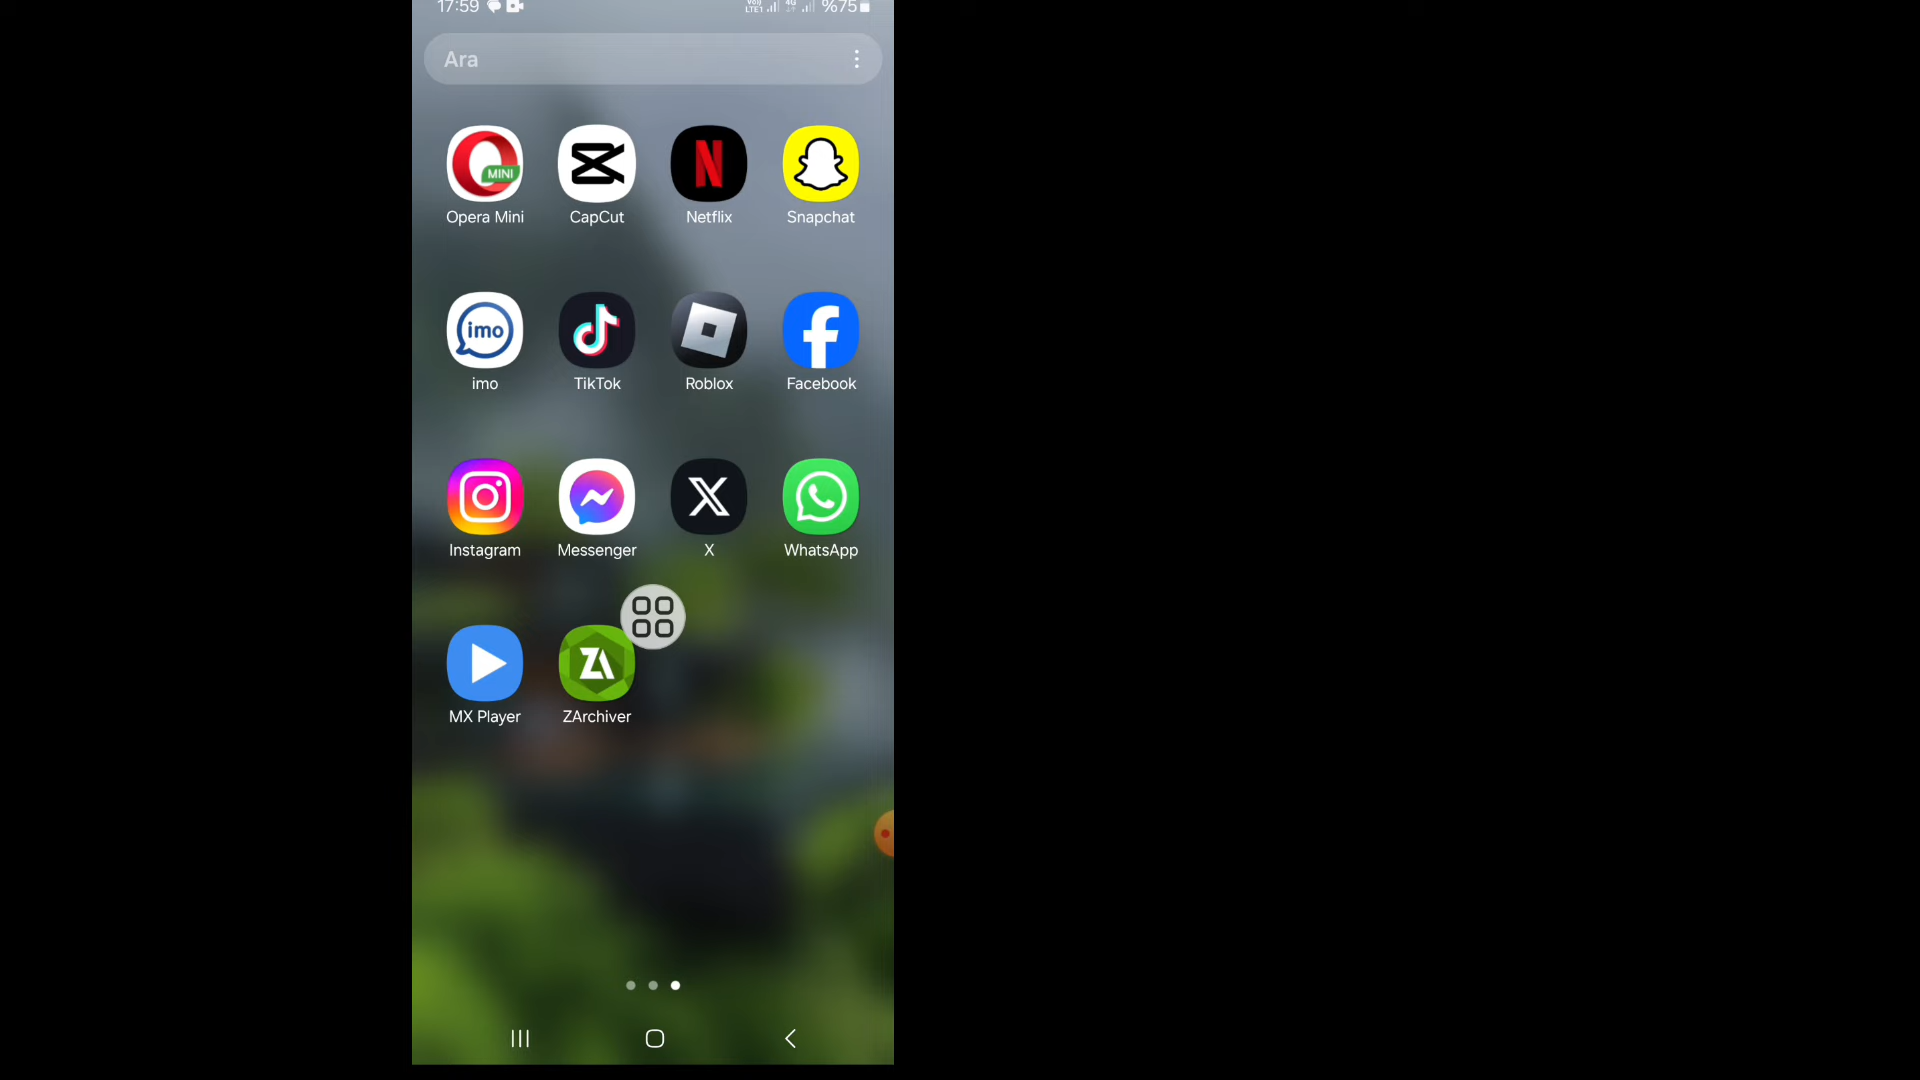 17:59 %75
Ara
MINI
Opera Mini CapCut Netflix Snapchat
imo
imo TikTok Roblox Facebook
Instagram Messenger X WhatsApp
ZA
MX Player ZArchiver